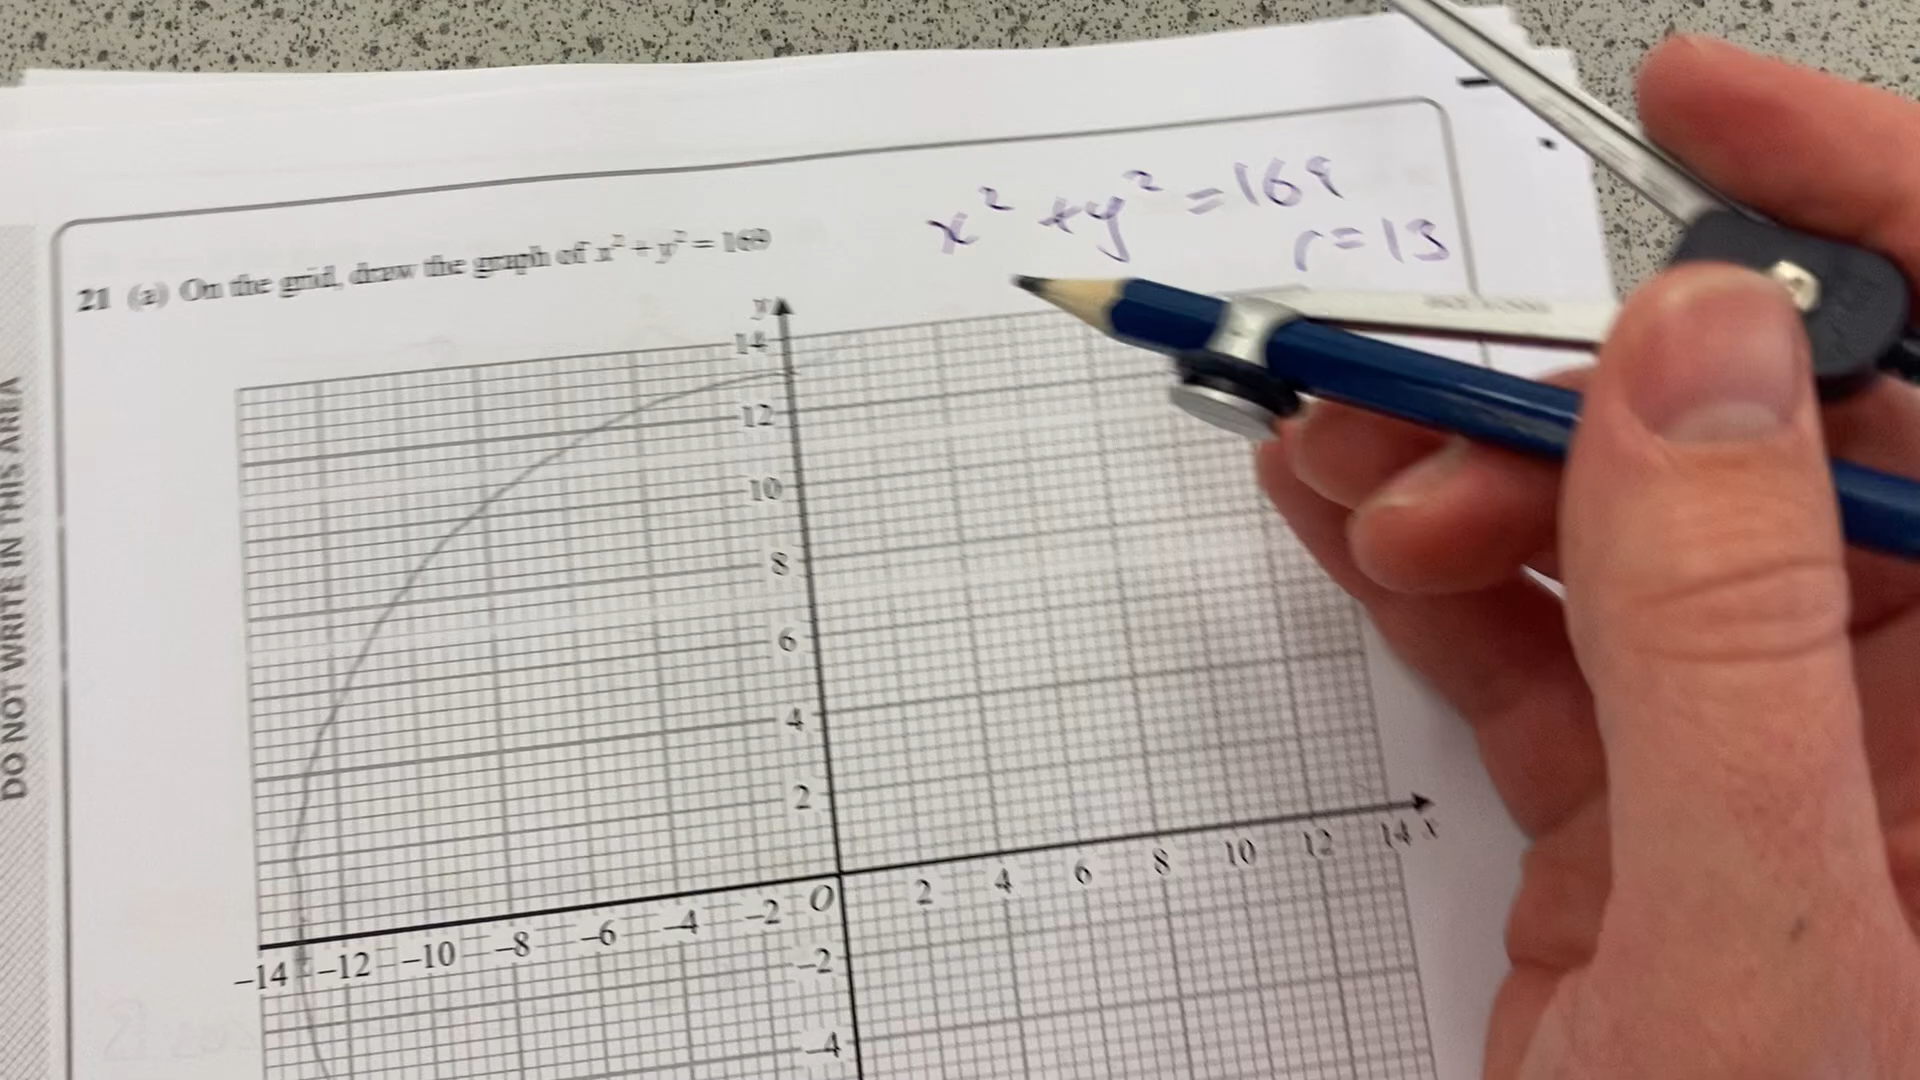 x² + y² = 169
r = 13
21 (a) On the grid, draw the graph of x² + y² = 169
y
14
12
10
8
6
4
2
–14 –12 –10 –8 –6 –4 –2 O 2 4 6 8 10 12 14 x
–2
–4
DO NOT WRITE IN THIS AREA